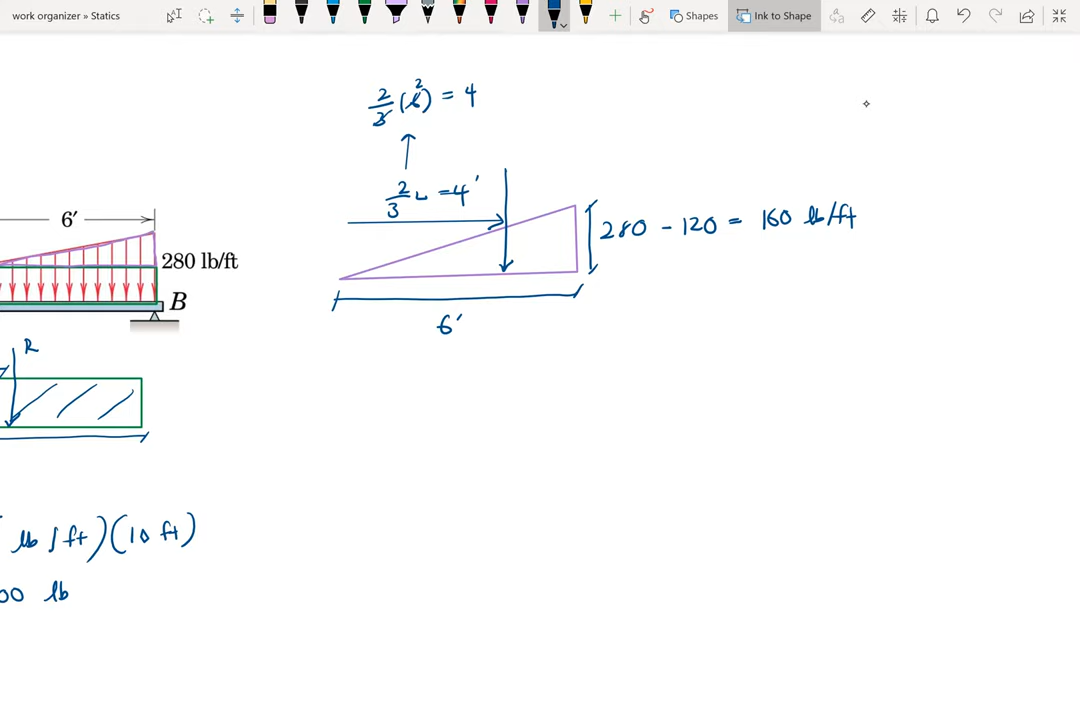 work organizer » Statics
Shapes
Ink to Shape
2/3 (6) 2 = 4
2/3 L = 4'
6'
280 - 120 = 160 lb/ft
280 lb/ft
B
6'
R
lb/ft)(10 ft)
00 lb